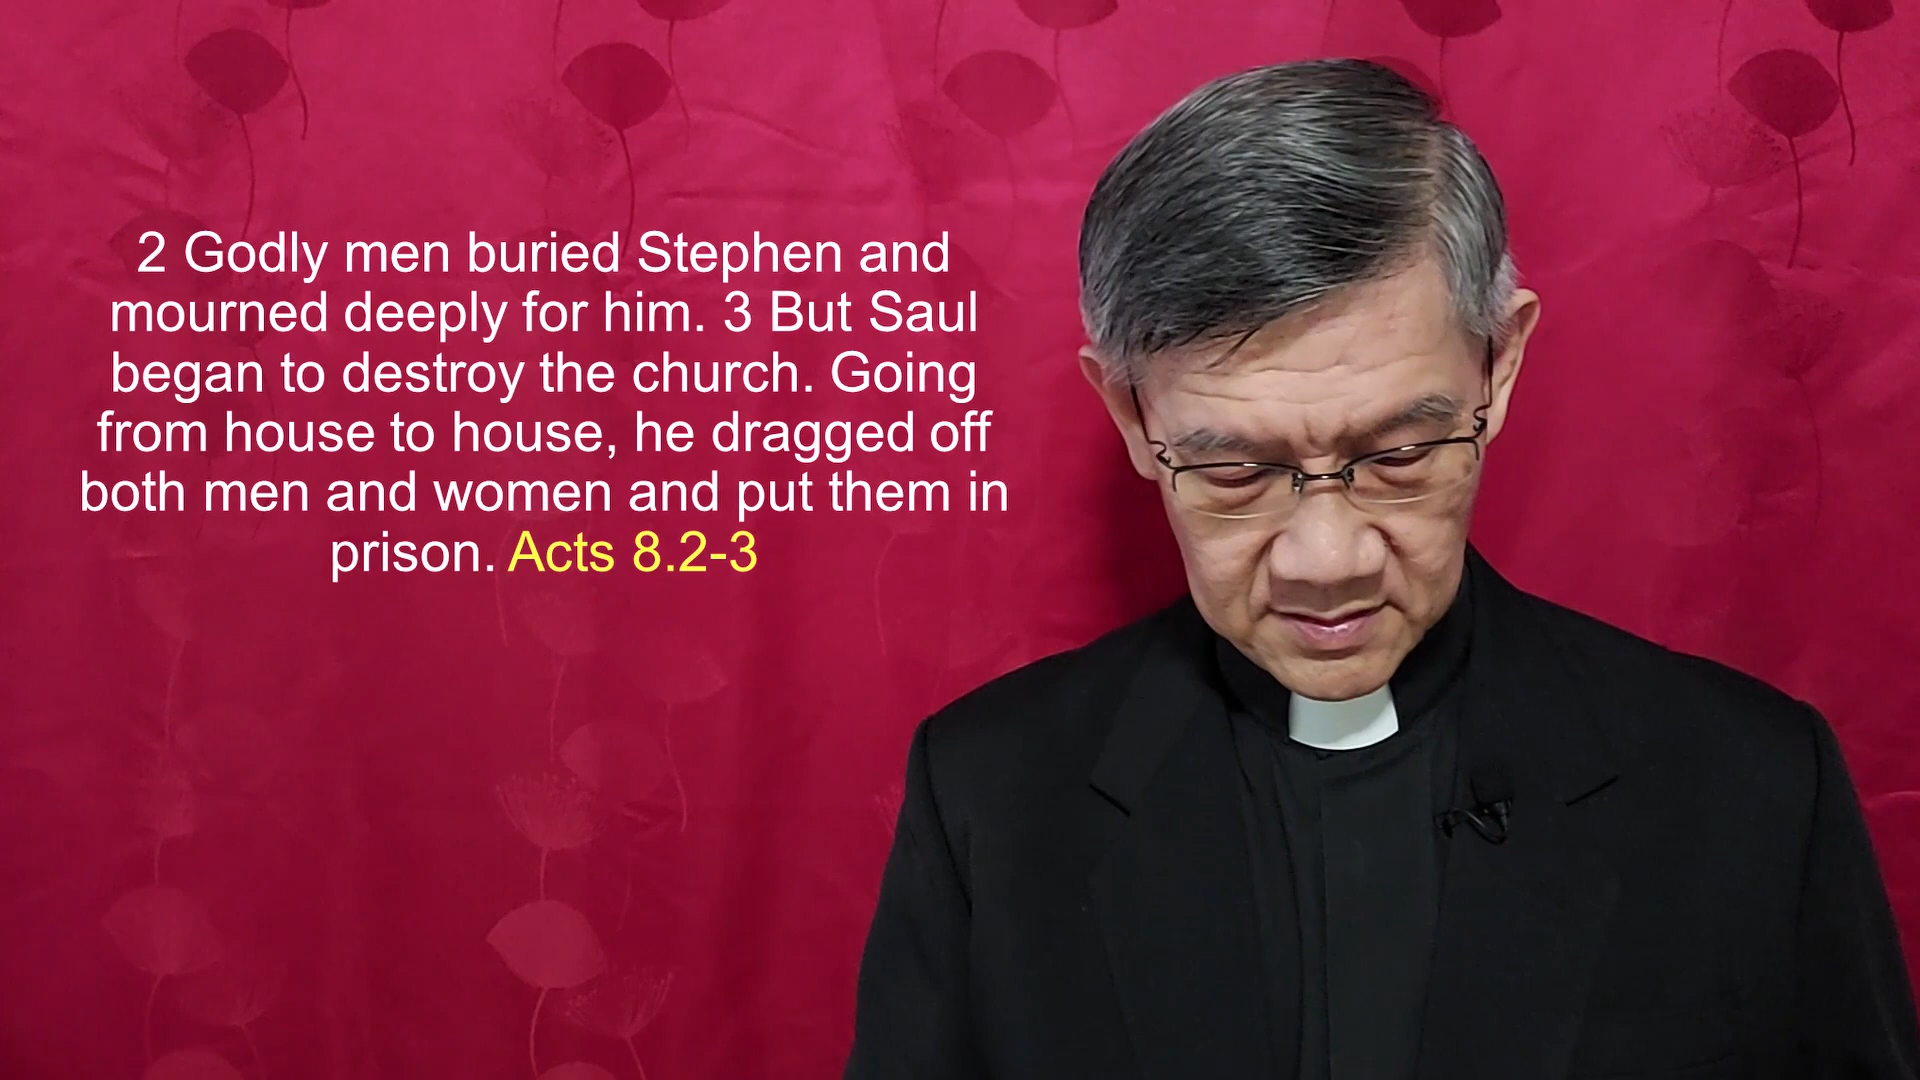 2 Godly men buried Stephen and
mourned deeply for him. 3 But Saul
began to destroy the church. Going
from house to house, he dragged off
both men and women and put them in
prison. Acts 8.2-3